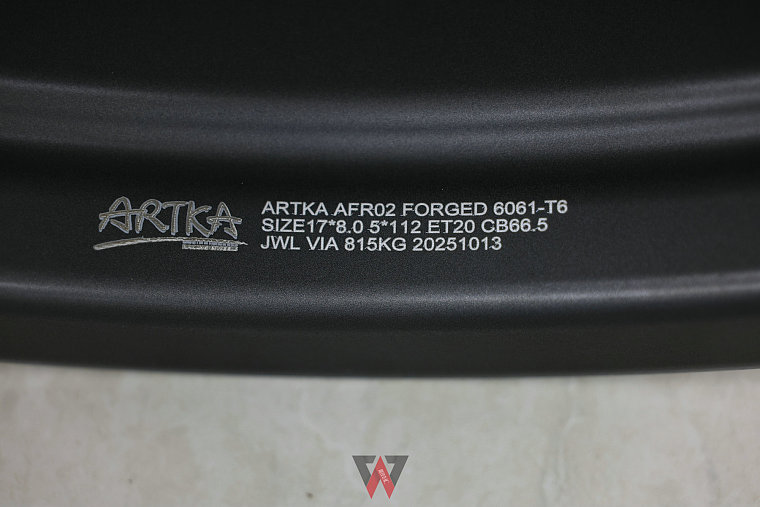 ARTKA
ARTKA AFR02 FORGED 6061-T6
SIZE17*8.0 5*112 ET20 CB66.5
JWL VIA 815KG 20251013